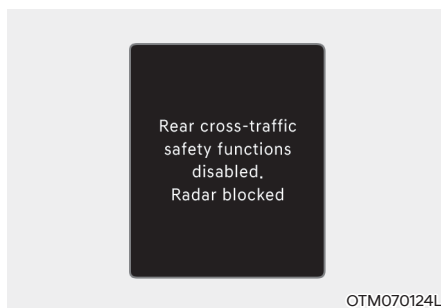 Rear cross-traffic
safety functions
disabled.
Radar blocked
OTM070124L